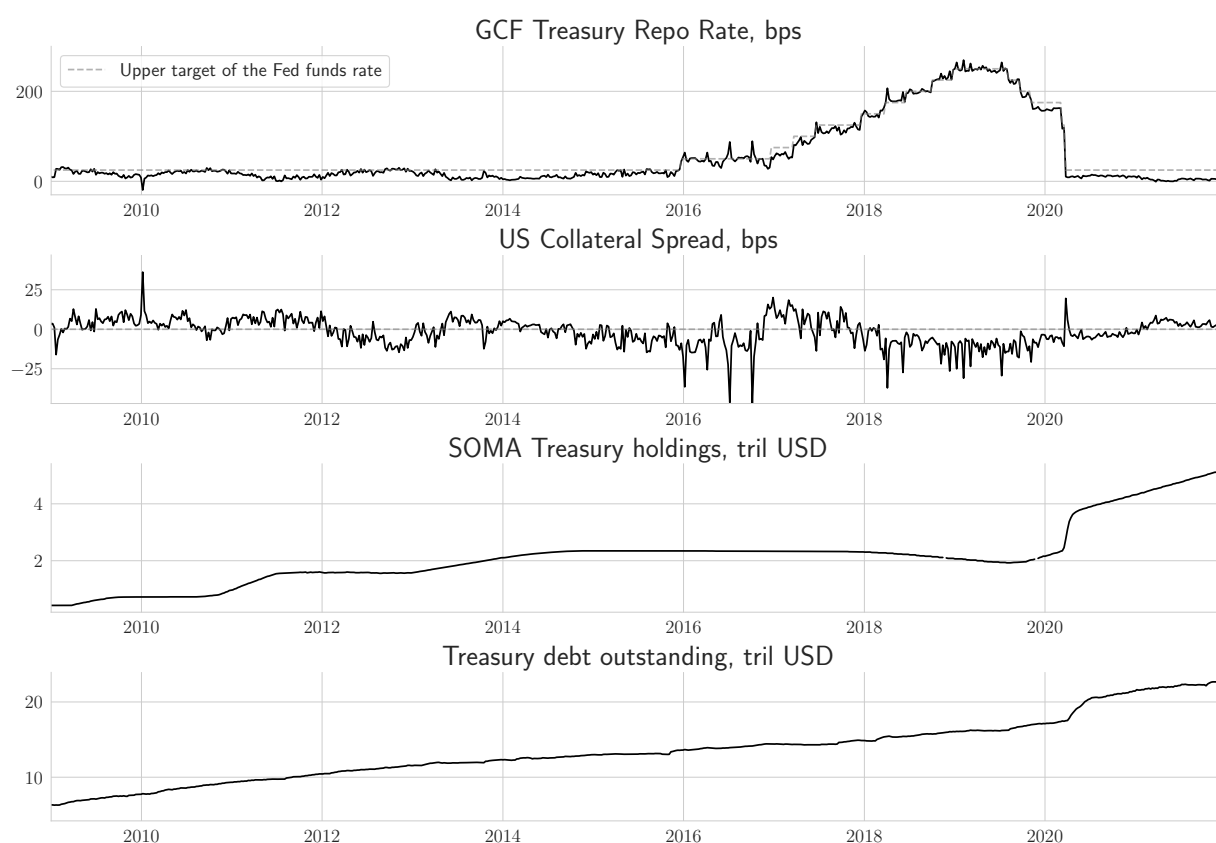 GCF Treasury Repo Rate, bps
Upper target of the Fed funds rate
200
0
2010 2012 2014 2016 2018 2020
US Collateral Spread, bps
25
0
−25
2010 2012 2014 2016 2018 2020
SOMA Treasury holdings, tril USD
4
2
2010 2012 2014 2016 2018 2020
Treasury debt outstanding, tril USD
20
10
2010 2012 2014 2016 2018 2020